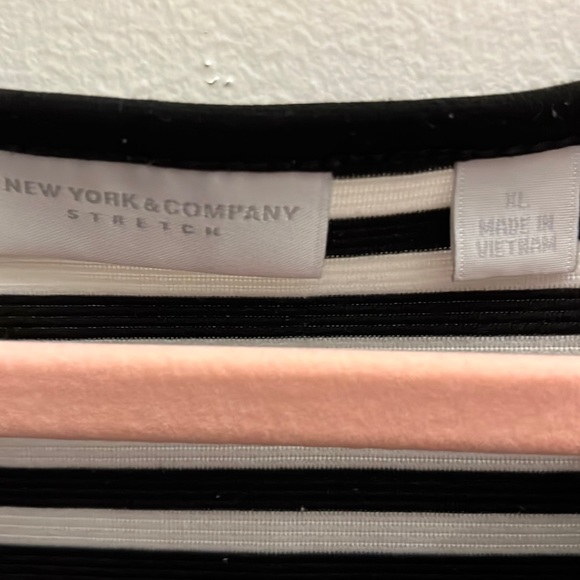 NEW YORK & COMPANY
STRETCH
XL
MADE IN
VIETNAM